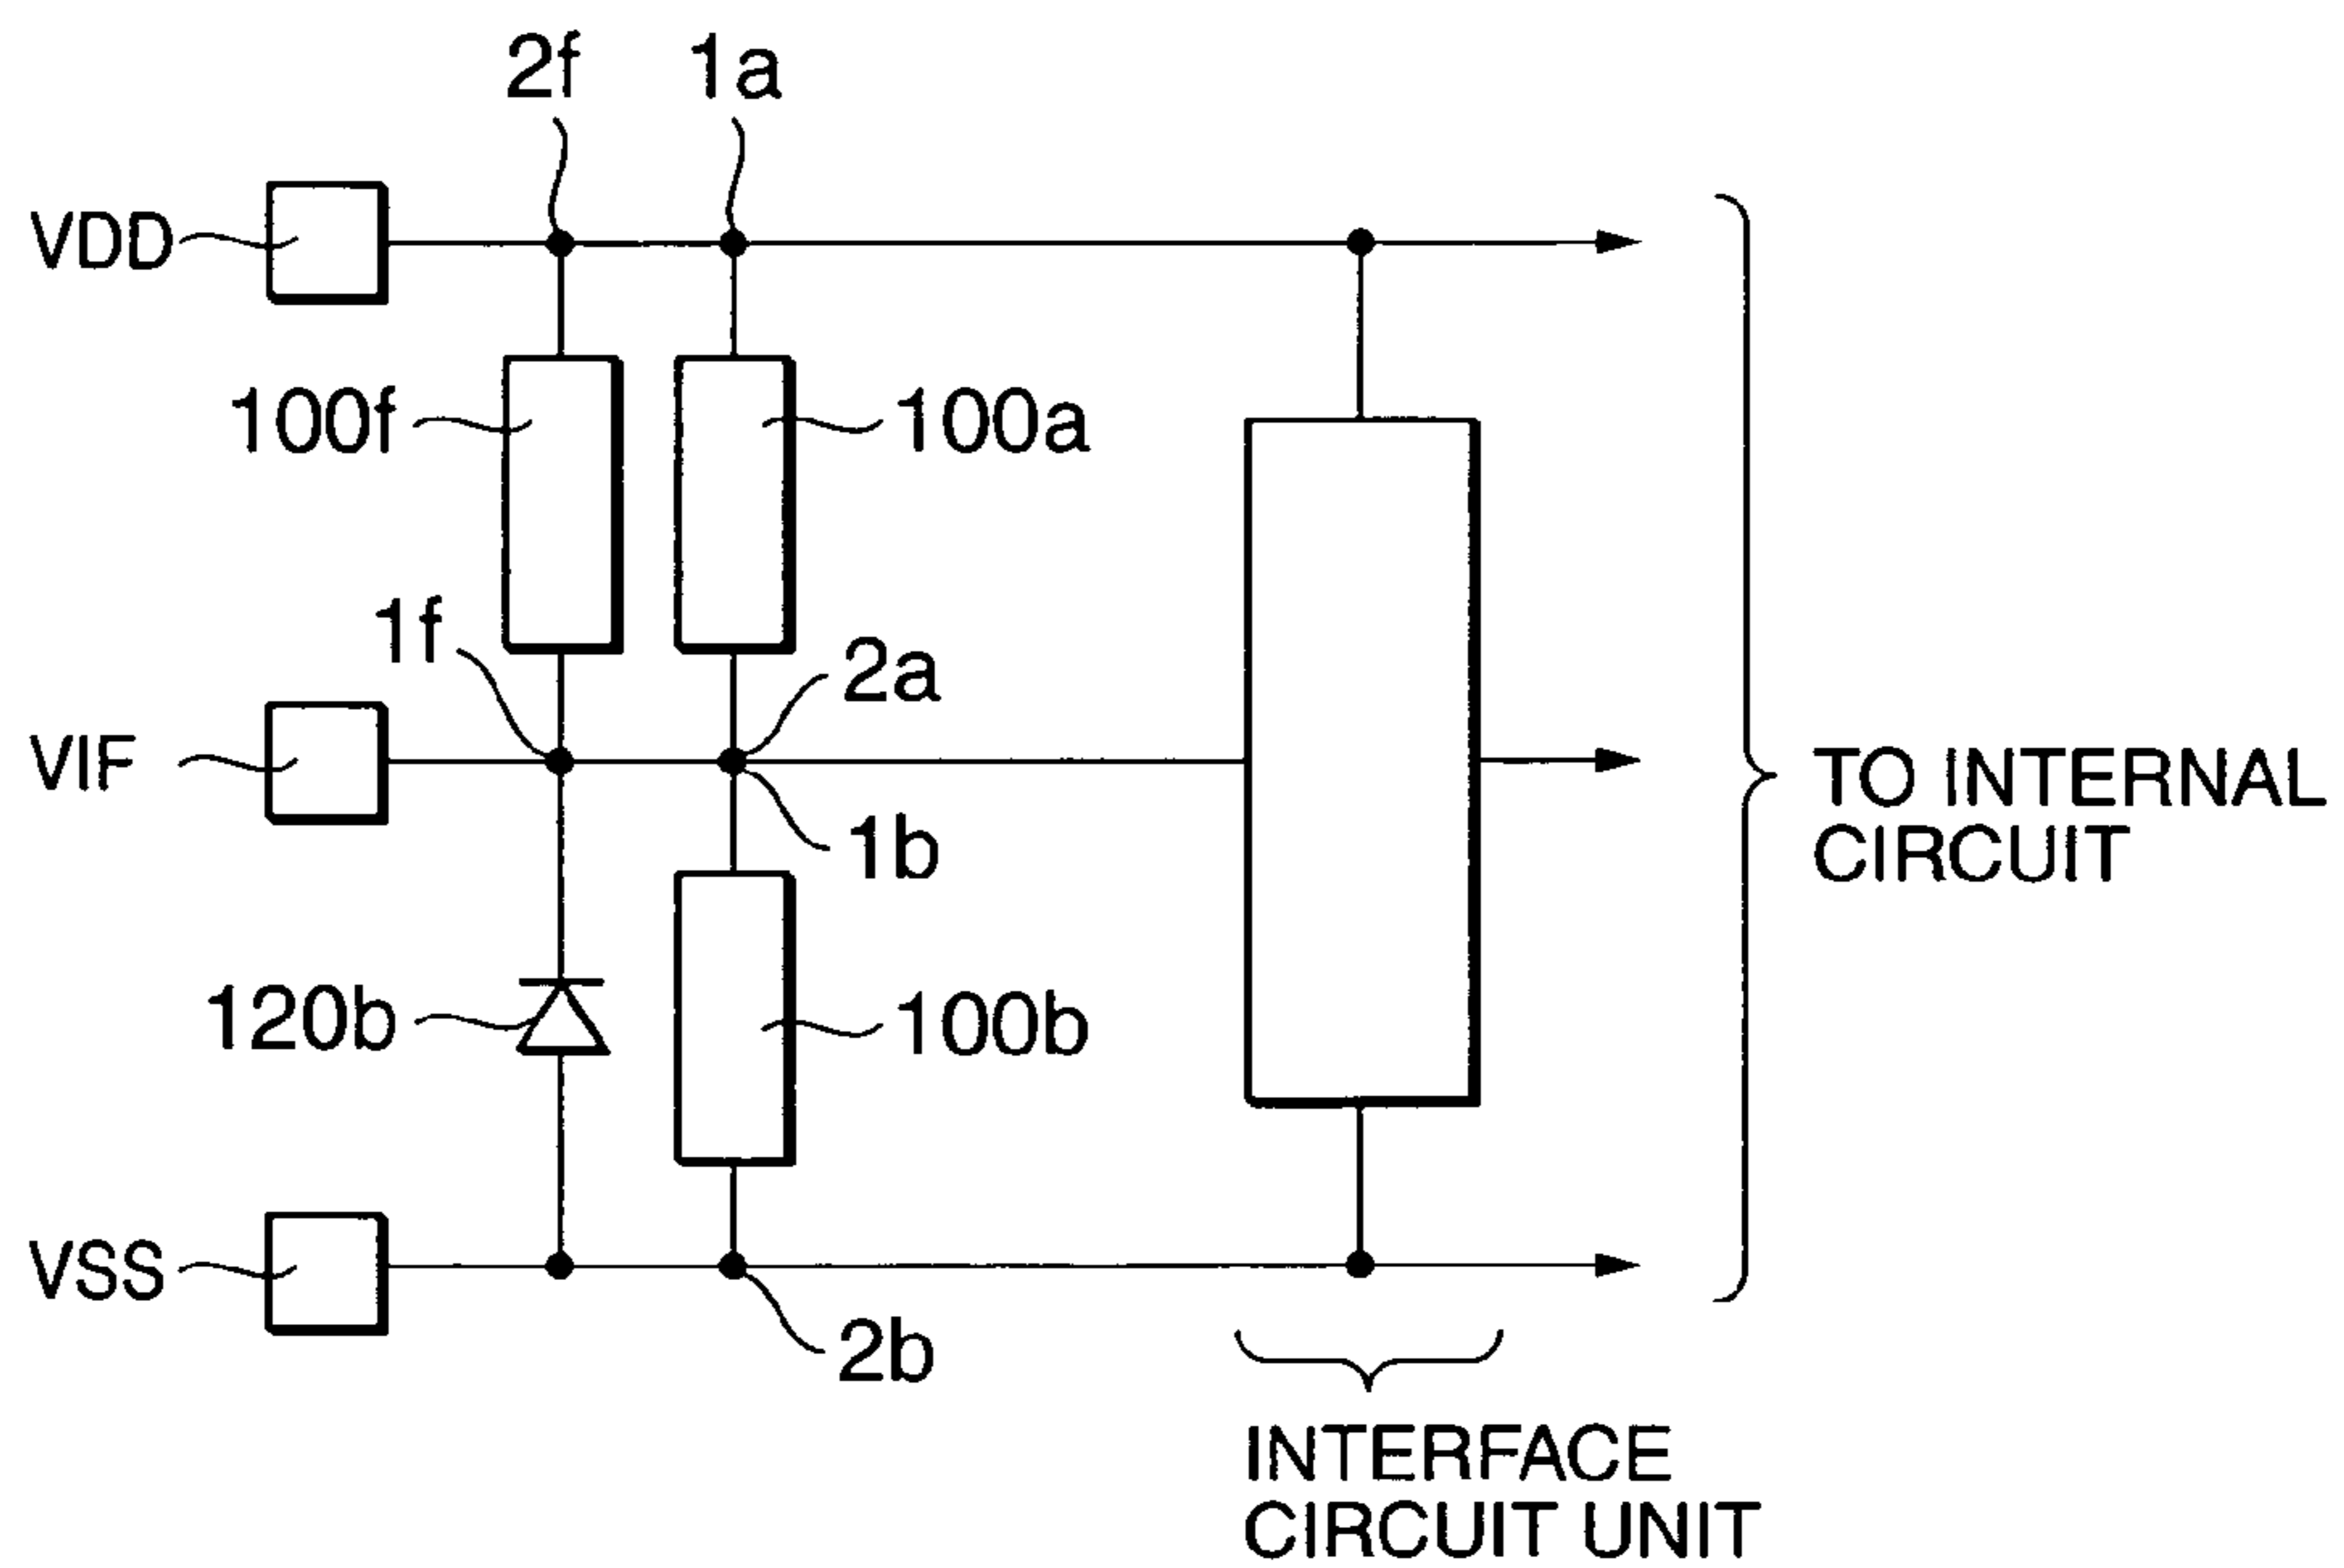 2f
1a
VDD
100f
100a
1f
2a
VIF
1b
TO INTERNAL
CIRCUIT
120b
100b
VSS
2b
INTERFACE
CIRCUIT UNIT